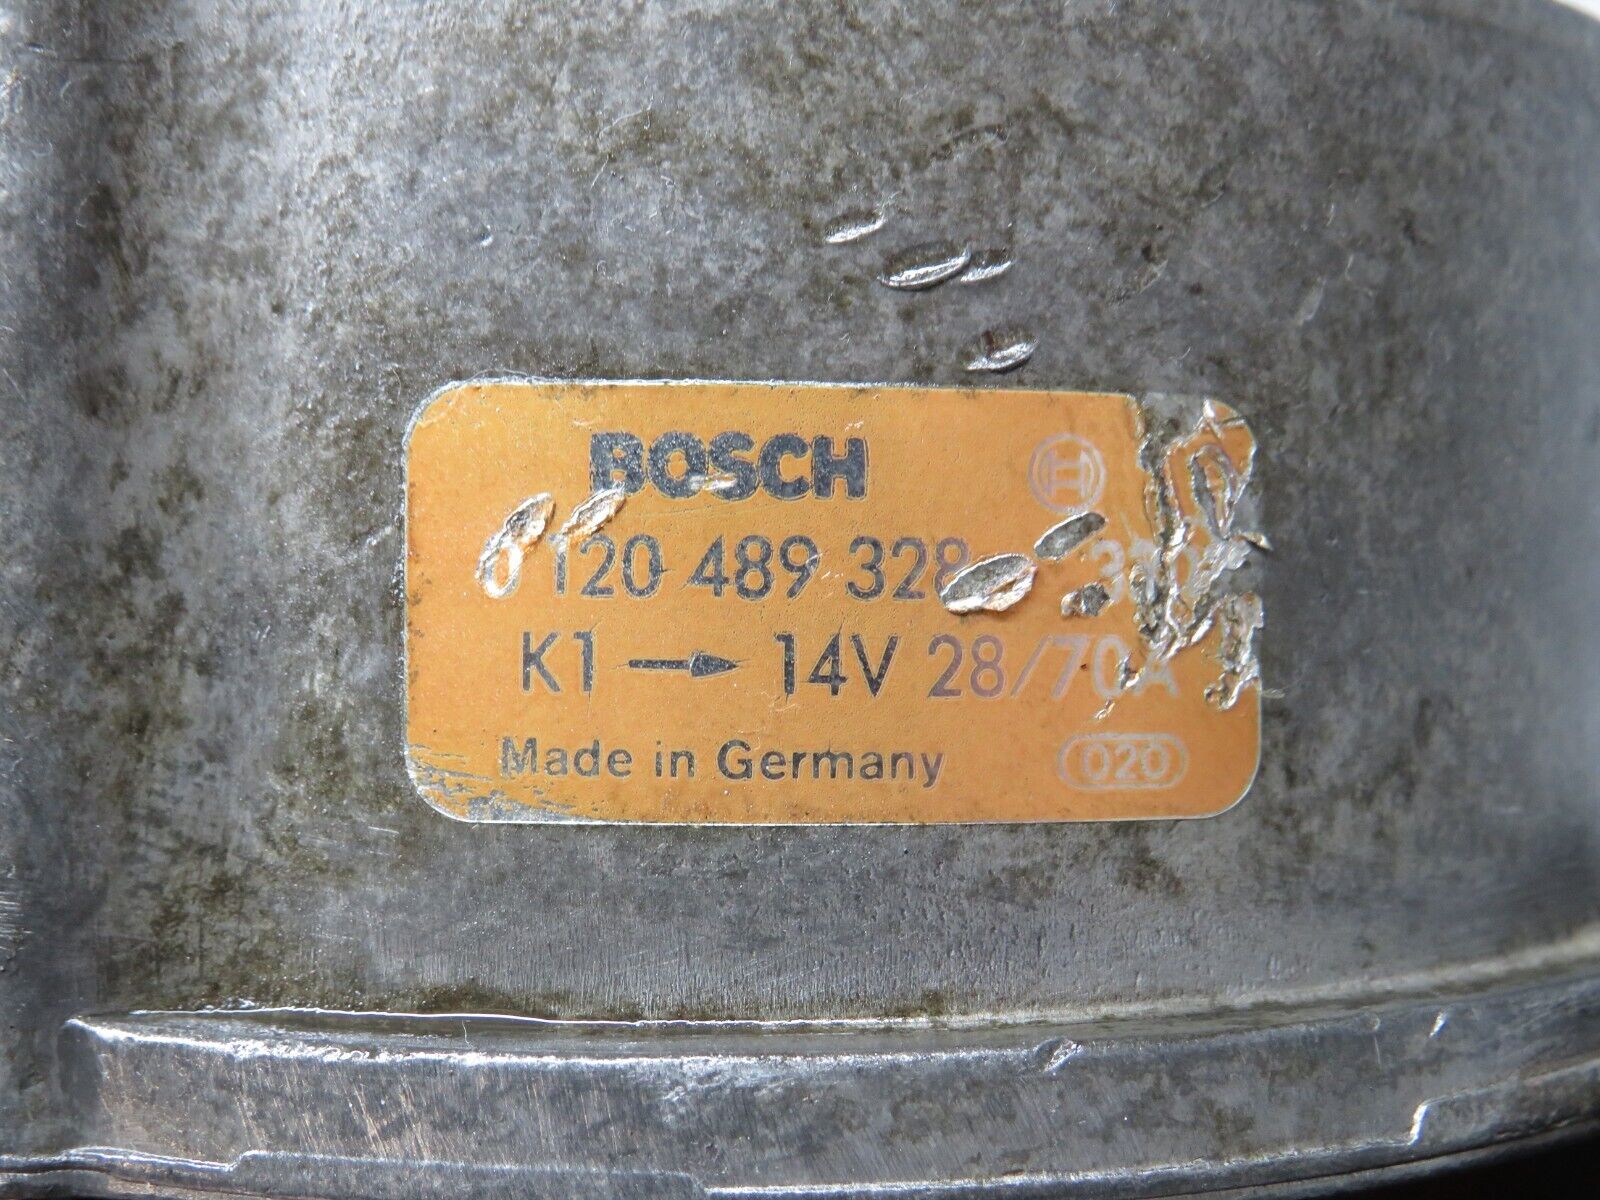 BOSCH
0 120 489 328
K1 → 14V 28/70A
Made in Germany 020